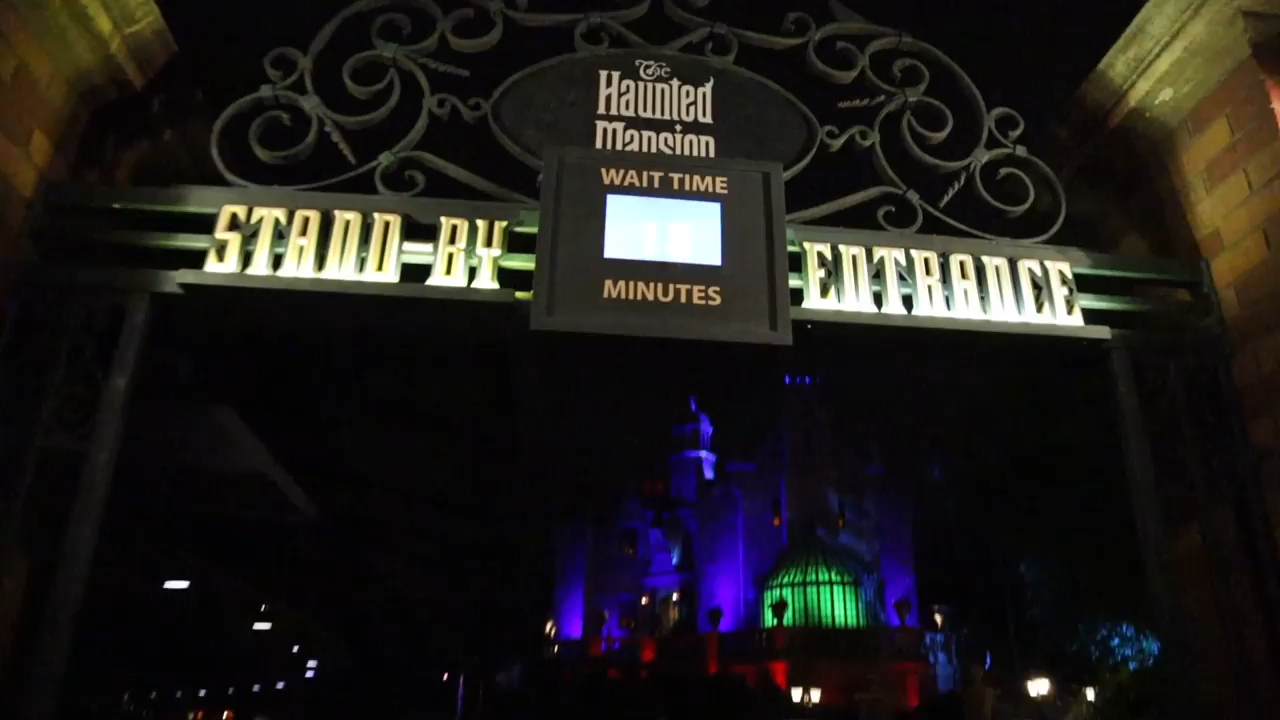 The
Haunted
Mansion
WAIT TIME
STAND-BY
ENTRANCE
MINUTES